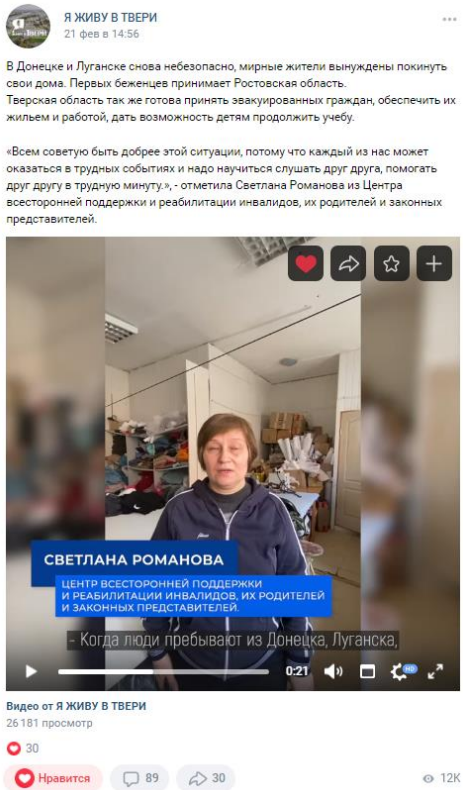 Я ЖИВУ В ТВЕРИ
21 фев в 14:56
В Донецке и Луганске снова небезопасно, мирные жители вынуждены покинуть
свои дома. Первых беженцев принимает Ростовская область.
Тверская область так же готова принять эвакуированных граждан, обеспечить их
жильем и работой, дать возможность детям продолжить учебу.
«Всем советую быть добрее этой ситуации, потому что каждый из нас может
оказаться в трудных событиях и надо научиться слушать друг друга, помогать
друг другу в трудную минуту.», - отметила Светлана Романова из Центра
всесторонней поддержки и реабилитации инвалидов, их родителей и законных
представителей.
СВЕТЛАНА РОМАНОВА
ЦЕНТР ВСЕСТОРОННЕЙ ПОДДЕРЖКИ
И РЕАБИЛИТАЦИИ ИНВАЛИДОВ, ИХ РОДИТЕЛЕЙ
И ЗАКОННЫХ ПРЕДСТАВИТЕЛЕЙ.
- Когда люди пребывают из Донецка, Луганска,
0:21
HD
Видео от Я ЖИВУ В ТВЕРИ
26 181 просмотр
30
Нравится 89 30 12K